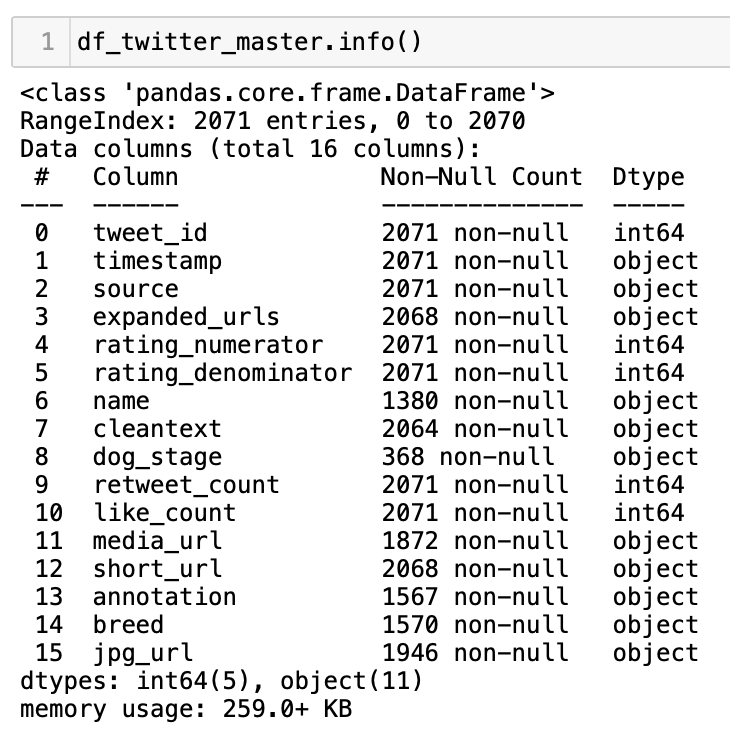 1 df_twitter_master.info()
<class 'pandas.core.frame.DataFrame'>
RangeIndex: 2071 entries, 0 to 2070
Data columns (total 16 columns):
 #   Column              Non-Null Count  Dtype
---  ------              --------------  -----
 0   tweet_id            2071 non-null   int64
 1   timestamp           2071 non-null   object
 2   source              2071 non-null   object
 3   expanded_urls       2068 non-null   object
 4   rating_numerator    2071 non-null   int64
 5   rating_denominator  2071 non-null   int64
 6   name                1380 non-null   object
 7   cleantext           2064 non-null   object
 8   dog_stage           368 non-null    object
 9   retweet_count       2071 non-null   int64
 10  like_count          2071 non-null   int64
 11  media_url           1872 non-null   object
 12  short_url           2068 non-null   object
 13  annotation          1567 non-null   object
 14  breed               1570 non-null   object
 15  jpg_url             1946 non-null   object
dtypes: int64(5), object(11)
memory usage: 259.0+ KB